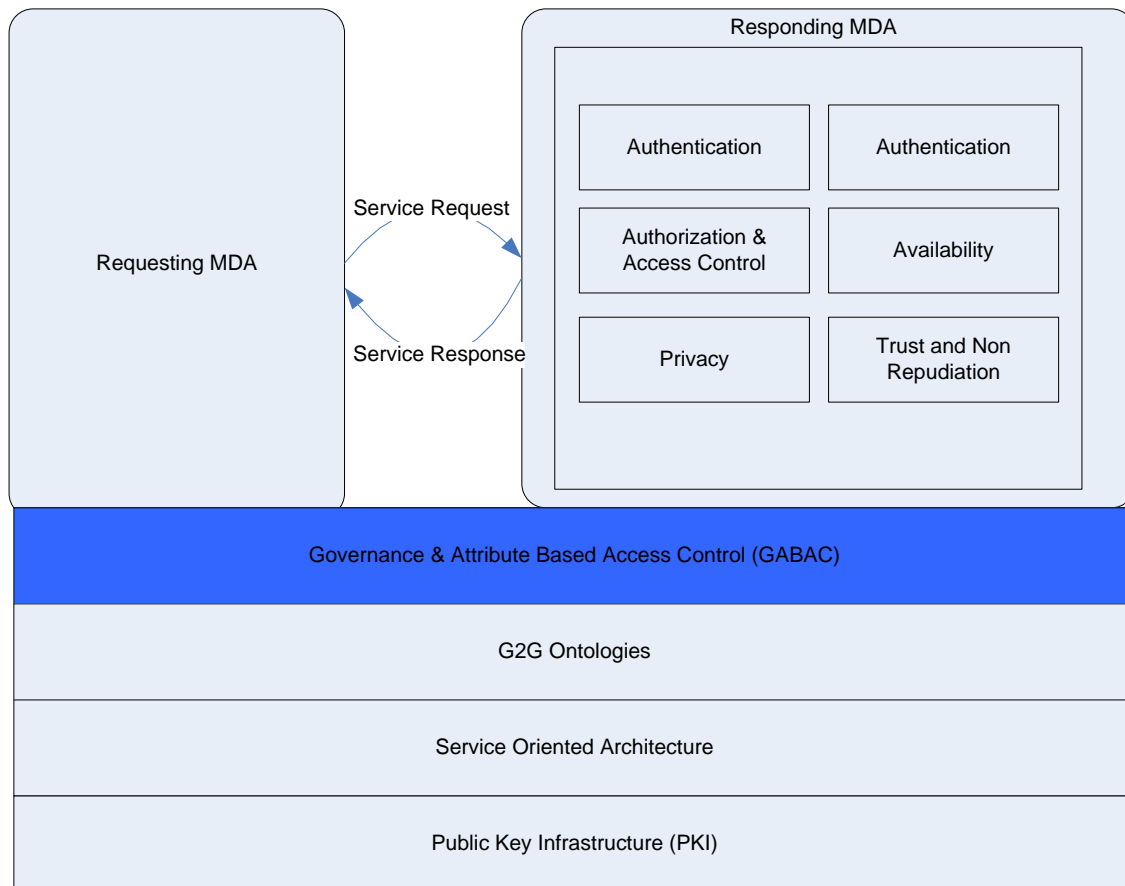 Responding MDA
Authentication
Authentication
Service Request
Authorization &
Access Control
Availability
Requesting MDA
Service Response
Privacy
Trust and Non
Repudiation
Governance & Attribute Based Access Control (GABAC)
G2G Ontologies
Service Oriented Architecture
Public Key Infrastructure (PKI)